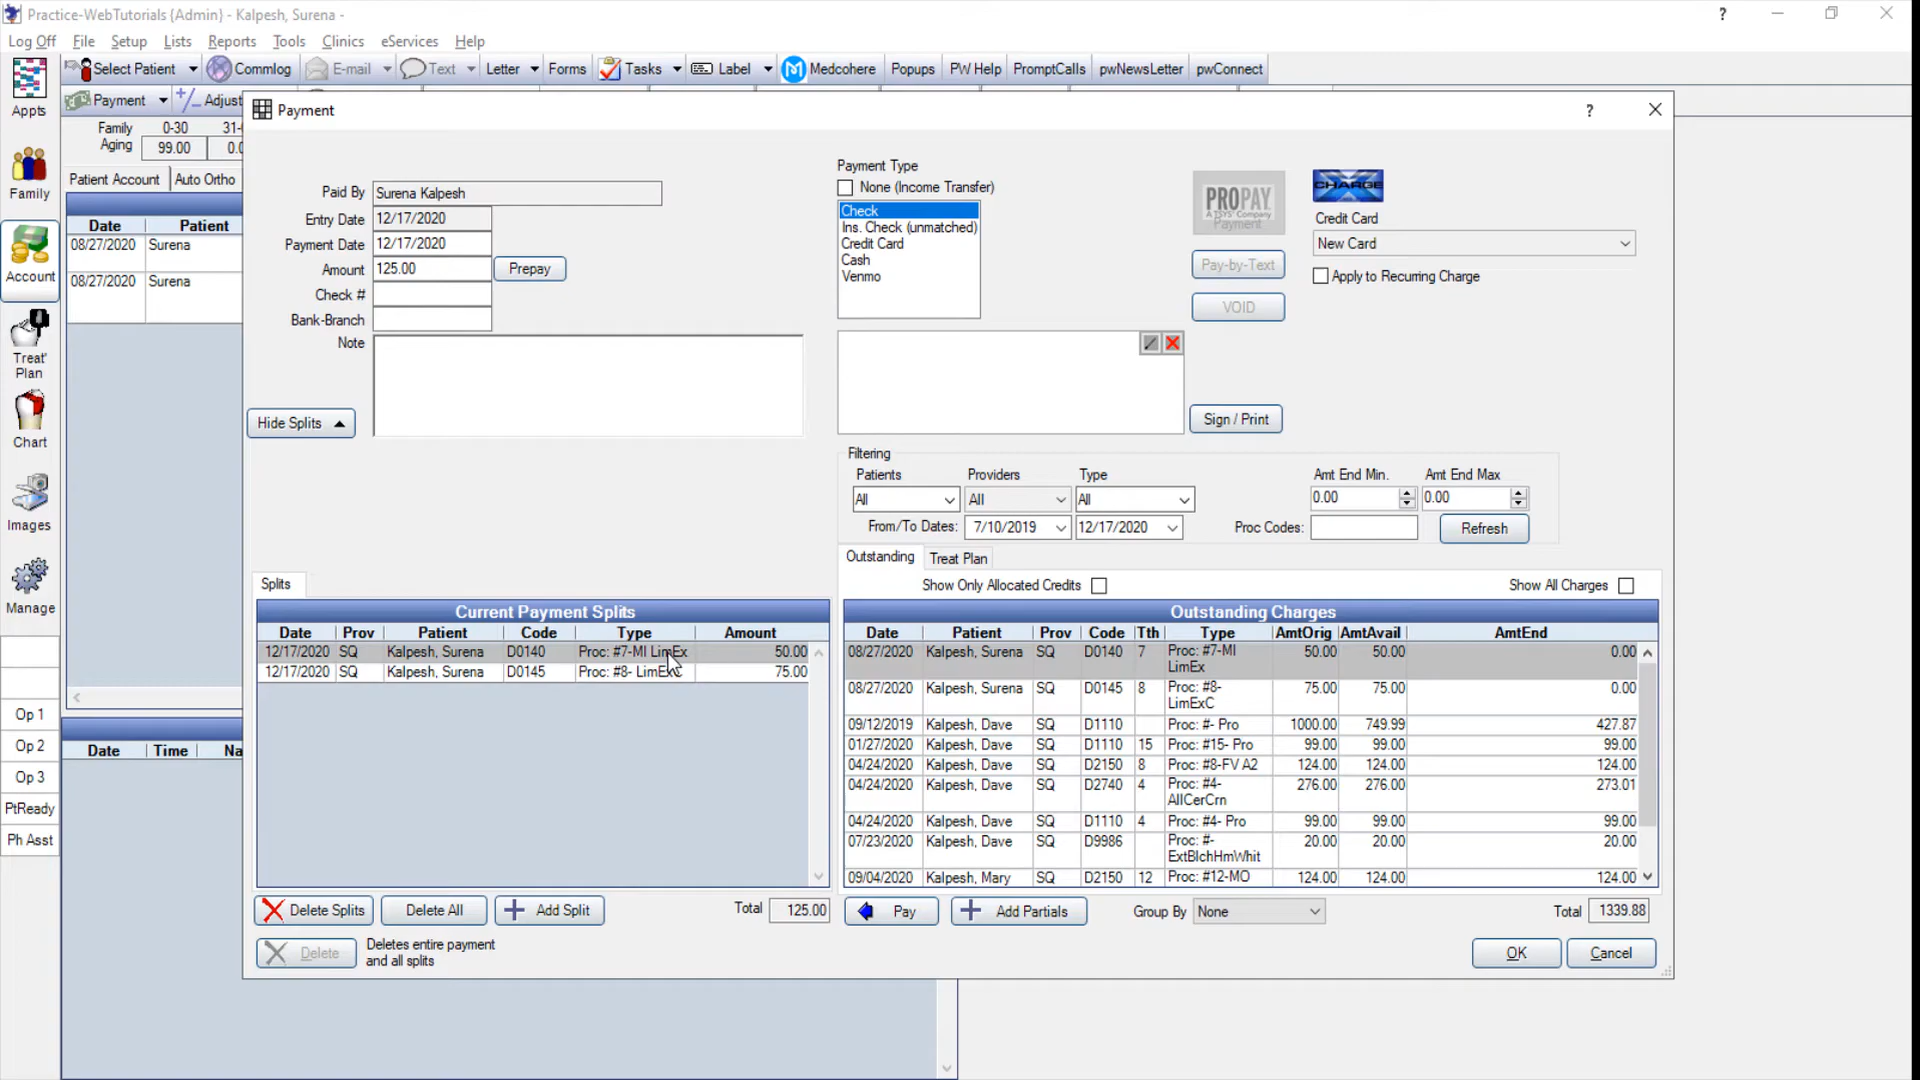 Practice-WebTutorials {Admin} - Kalpesh, Surena -
?
Log Off File Setup Lists Reports Tools Clinics eServices Help
Appts
Select Patient Commlog E-mail Text Letter Forms Tasks Label Medcohere Popups PW Help PromptCalls pwNewsLetter pwConnect
Payment Adjust
Family Aging
0-30
99.00
0.0
Patient Account Auto Ortho
Date Patient
08/27/2020 Surena
08/27/2020 Surena
Family
Account
Treat' Plan
Chart
Images
Manage
Op 1
Op 2
Op 3
PtReady
Ph Asst
Date Time Na
Payment
?
Paid By Surena Kalpesh
Entry Date 12/17/2020
Payment Date 12/17/2020
Amount 125.00 Prepay
Check #
Bank-Branch
Note
Hide Splits
Payment Type
None (Income Transfer)
Check
Ins. Check (unmatched)
Credit Card
Cash
Venmo
PROPAY
A TSYS Company
Payment
Pay-by-Text
VOID
CHARGE
Credit Card
New Card
Apply to Recurring Charge
Sign / Print
Filtering
Patients Providers Type Amt End Min. Amt End Max
All All All 0.00 0.00
From/To Dates: 7/10/2019 12/17/2020 Proc Codes: Refresh
Outstanding Treat Plan
Show Only Allocated Credits Show All Charges
Splits
Current Payment Splits
Date Prov Patient Code Type Amount
12/17/2020 SQ Kalpesh, Surena D0140 Proc: #7-MI LimEx 50.00
12/17/2020 SQ Kalpesh, Surena D0145 Proc: #8- LimExC 75.00
Outstanding Charges
Date Patient Prov Code Tth Type AmtOrig AmtAvail AmtEnd
08/27/2020 Kalpesh, Surena SQ D0140 7 Proc: #7-MI LimEx 50.00 50.00 0.00
08/27/2020 Kalpesh, Surena SQ D0145 8 Proc: #8- LimExC 75.00 75.00 0.00
09/12/2019 Kalpesh, Dave SQ D1110 Proc: #- Pro 1000.00 749.99 427.87
01/27/2020 Kalpesh, Dave SQ D1110 15 Proc: #15- Pro 99.00 99.00 99.00
04/24/2020 Kalpesh, Dave SQ D2150 8 Proc: #8-FV A2 124.00 124.00 124.00
04/24/2020 Kalpesh, Dave SQ D2740 4 Proc: #4- AllCerCrn 276.00 276.00 273.01
04/24/2020 Kalpesh, Dave SQ D1110 4 Proc: #4- Pro 99.00 99.00 99.00
07/23/2020 Kalpesh, Dave SQ D9986 Proc: #- ExtBlchHmWhit 20.00 20.00 20.00
09/04/2020 Kalpesh, Mary SQ D2150 12 Proc: #12-MO 124.00 124.00 124.00
Delete Splits Delete All Add Split Total 125.00
Pay Add Partials Group By None Total 1339.88
Delete Deletes entire payment
and all splits
OK Cancel